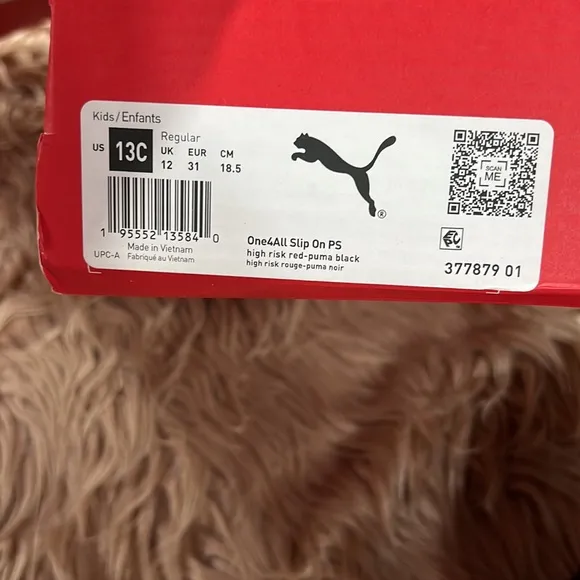 Kids/Enfants
Regular
US 13C UK EUR CM
12 31 18.5
SCAN ME
1 95552 13584 0
UPC-A Made in Vietnam
Fabriqué au Vietnam
One4All Slip On PS
high risk red-puma black
high risk rouge-puma noir
®
377879 01